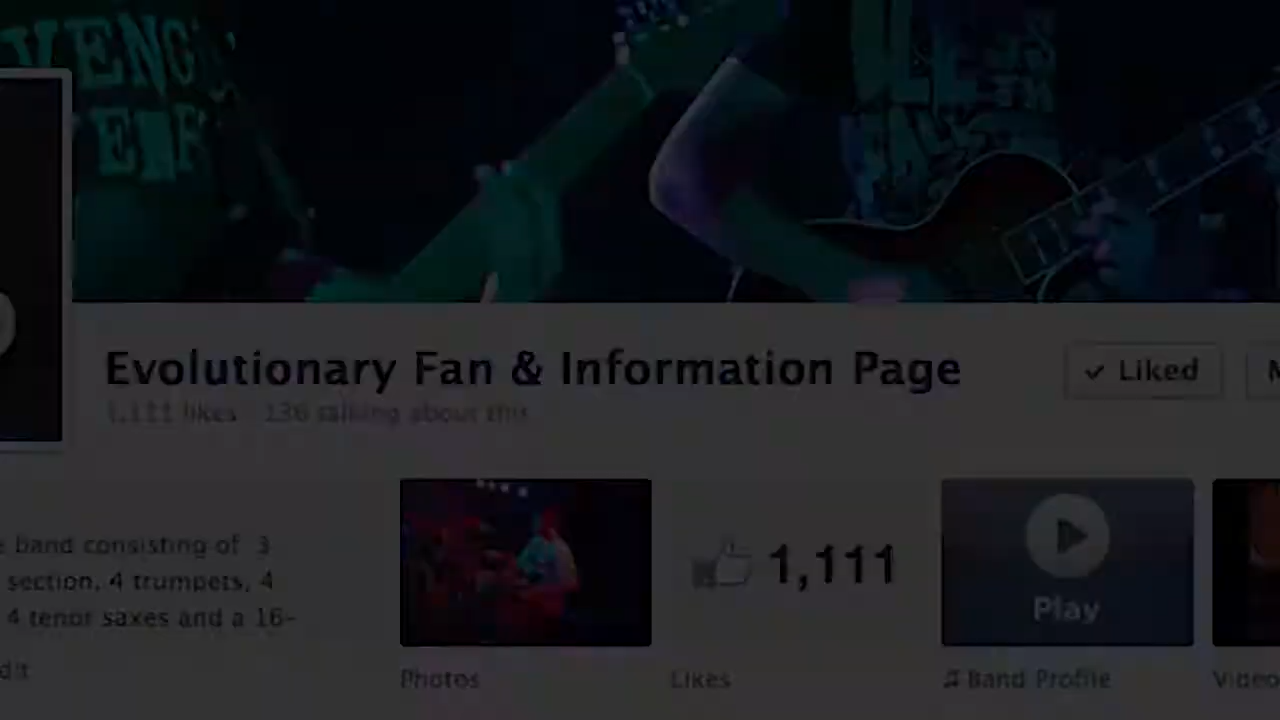 Evolutionary Fan & Information Page
Liked
1,111 likes · 136 talking about this
band consisting of 3
section, 4 trumpets, 4
4 tenor saxes and a 16-
1,111
Play
Photos
Likes
Band Profile